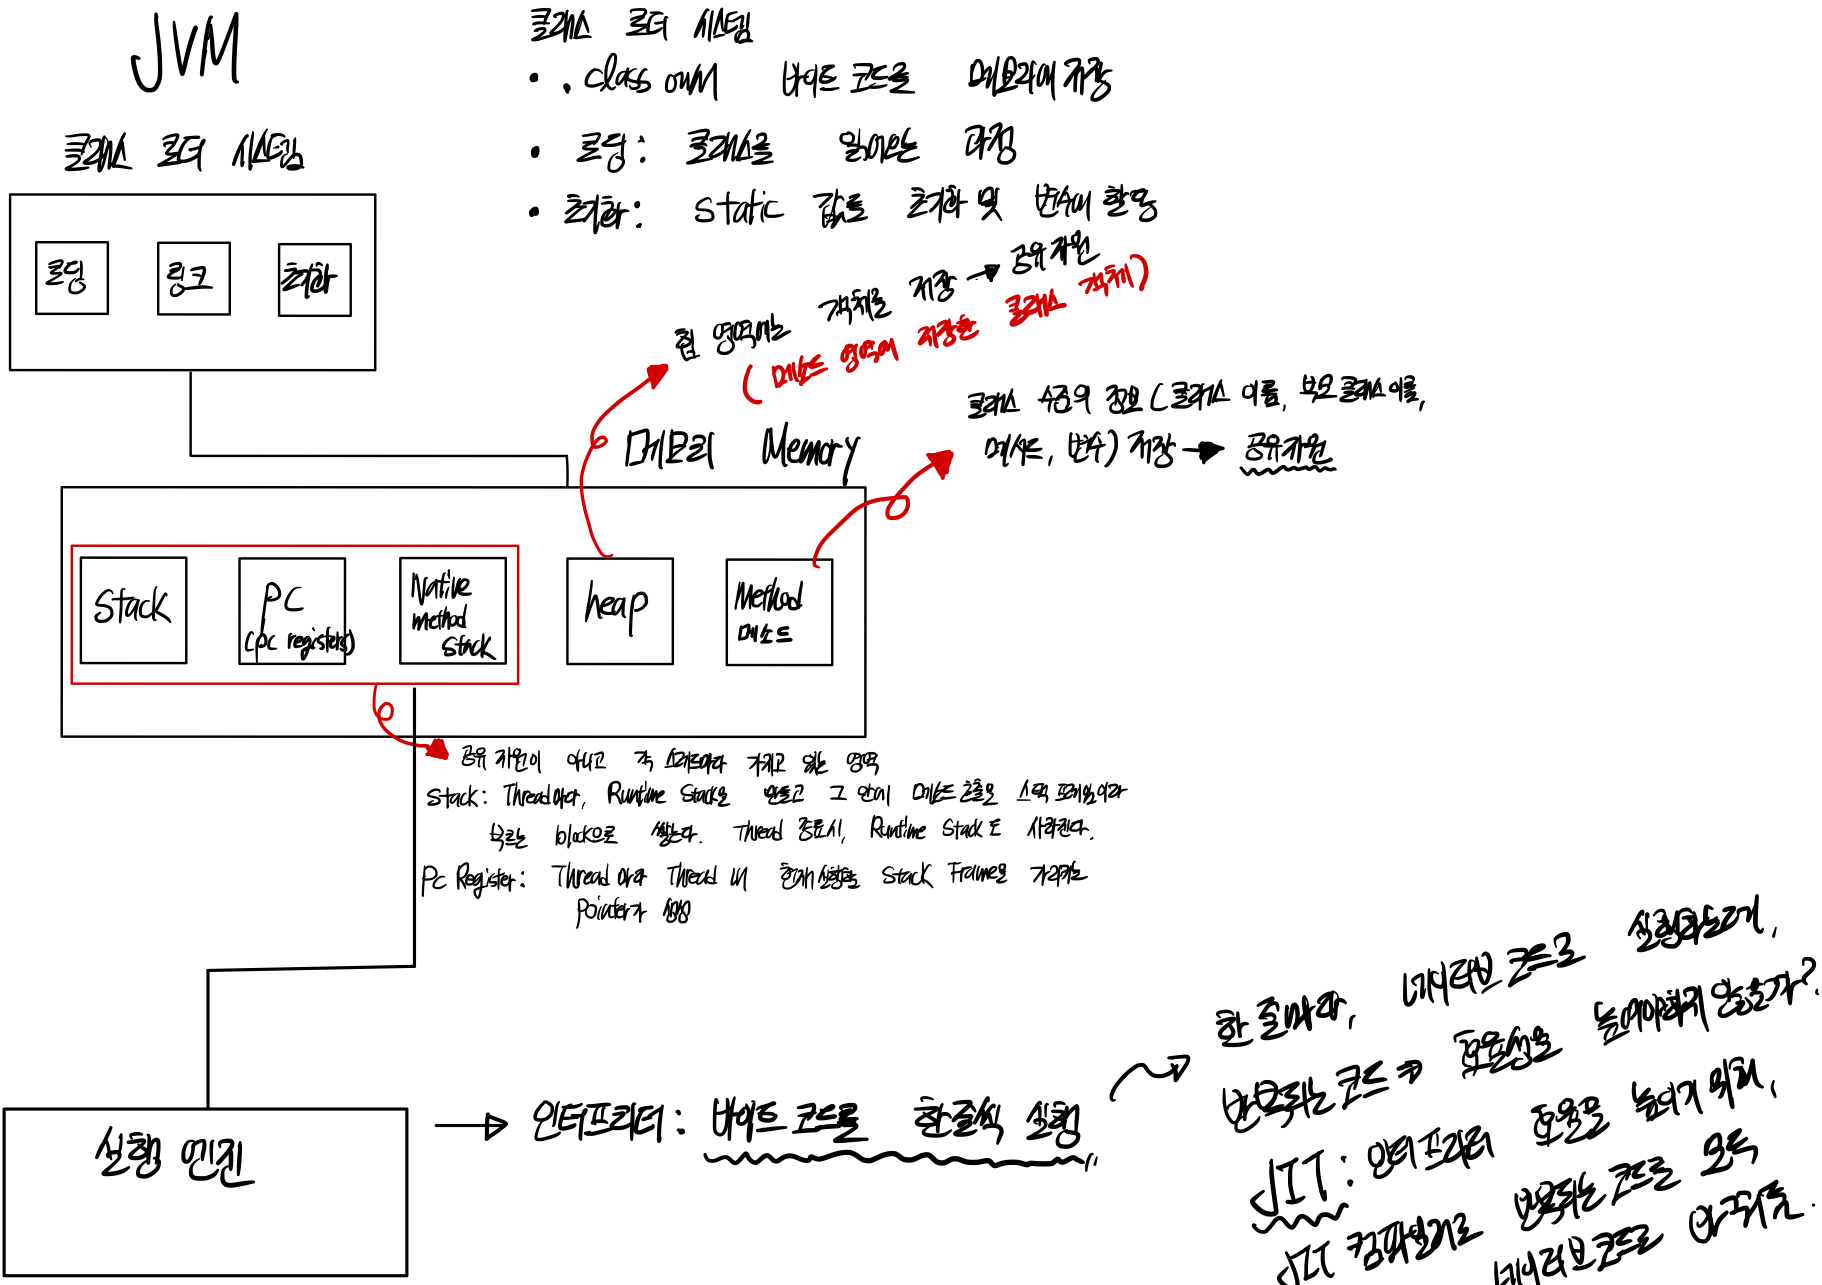 JVM
클래스 로더 시스템
로딩
링크
초기화
클래스 로더 시스템
• .class 에서 바이트 코드를 메모리에 저장
• 로딩: 클래스를 읽어오는 과정
• 초기화: static 값들 초기화 및 변수에 할당
힙 영역에는 객체를 저장 → 공유자원
(메소드 영역에 저장한 클래스 객체)
클래스 수준의 정보 (클래스 이름, 부모 클래스 이름,
메서드, 변수) 저장 → 공유자원
메모리 Memory
Stack
PC
(pc registers)
Native
method
stack
heap
Method
메소드
공유 자원이 아니고 각 스레드마다 가지고 있는 영역
Stack: Thread마다, Runtime Stack을 만들고 그 안에 메소드 호출을 스택 프레임이라
부르는 block으로 쌓는다. Thread 종료시, Runtime Stack도 사라진다.
PC Register: Thread 마다 Thread 내 현재 실행할 Stack Frame을 가리키는
Pointer가 생성
실행 엔진
→ 인터프리터: 바이트 코드를 한줄씩 실행
한 줄마다, 네이티브 코드로 실행하는데,
반복되는 코드 → 효율성을 높여야하지 않을까?
JIT: 인터프리터 효율을 높이기 위해,
JIT 컴파일러로 반복되는 코드를 모두
네이티브 코드로 바꿔둠.